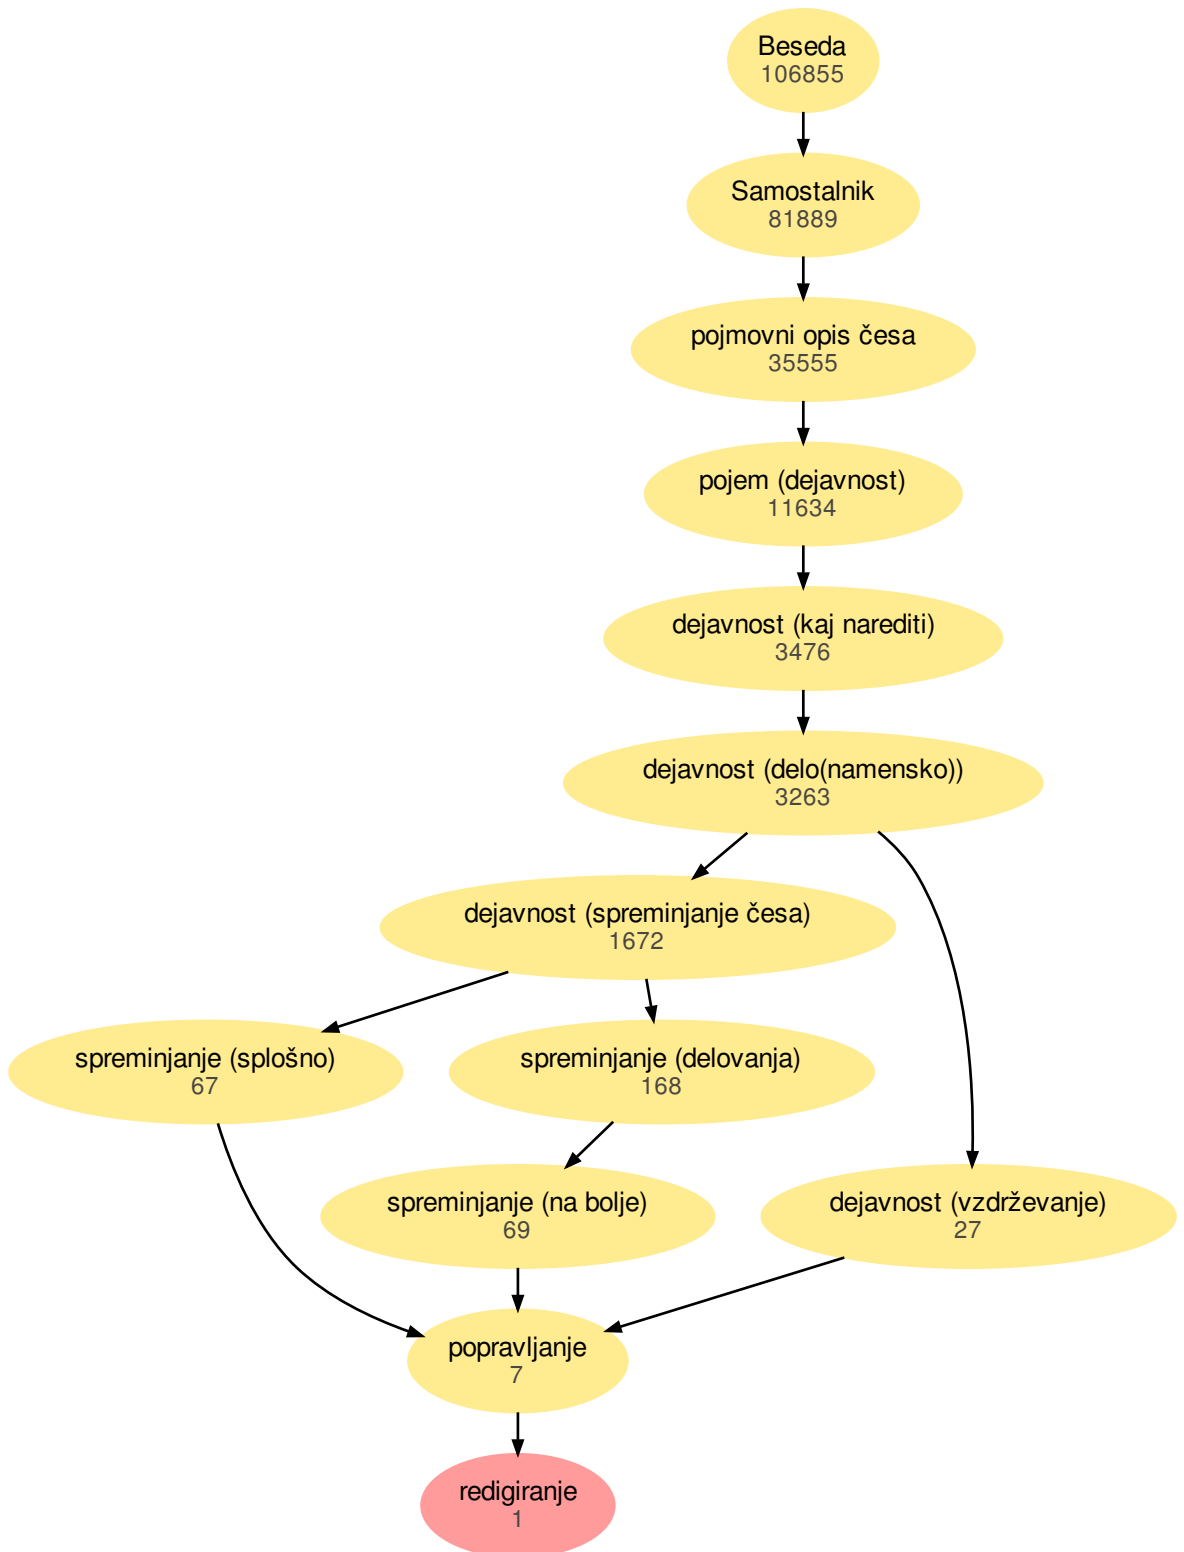 Beseda
106855
Samostalnik
81889
pojmovni opis česa
35555
pojem (dejavnost)
11634
dejavnost (kaj narediti)
3476
dejavnost (delo(namensko))
3263
dejavnost (spreminjanje česa)
1672
spreminjanje (splošno)
67
spreminjanje (delovanja)
168
spreminjanje (na bolje)
69
dejavnost (vzdrževanje)
27
popravljanje
7
redigiranje
1